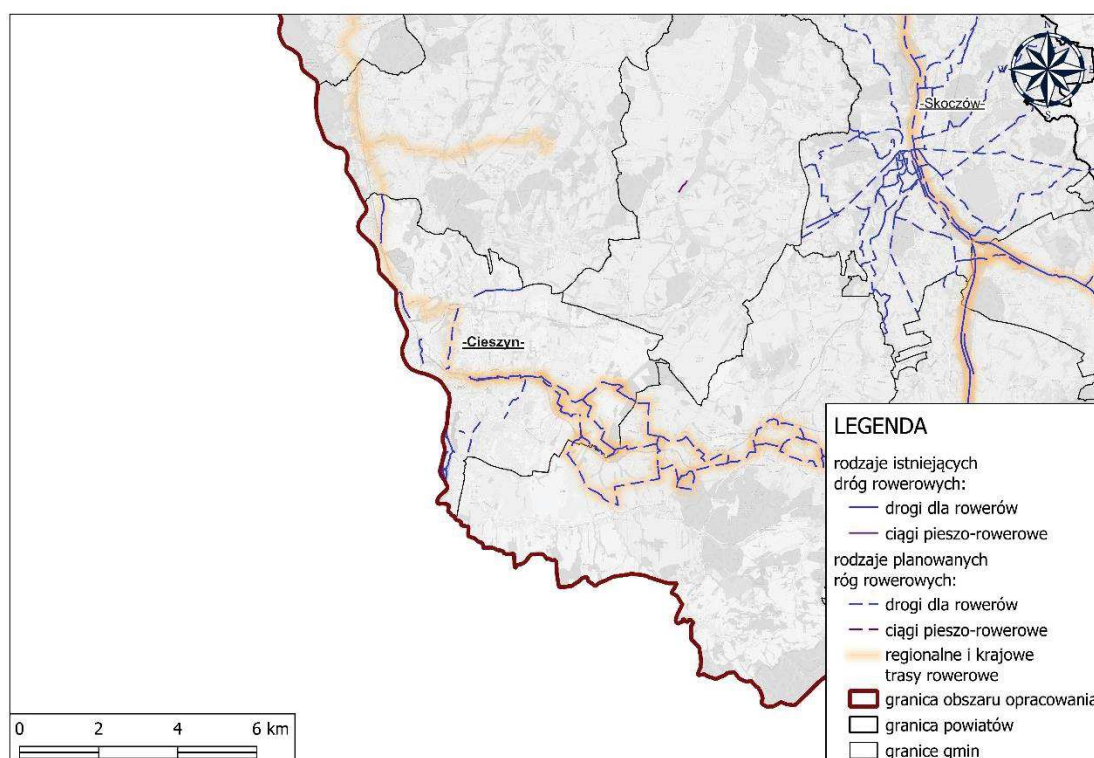 N
W
E
S
-Skoczów-
-Cieszyn-
LEGENDA
rodzaje istniejących
dróg rowerowych:
drogi dla rowerów
ciągi pieszo-rowerowe
rodzaje planowanych
róg rowerowych:
drogi dla rowerów
ciągi pieszo-rowerowe
regionalne i krajowe
trasy rowerowe
granica obszaru opracowania
granica powiatów
granice gmin
0 2 4 6 km